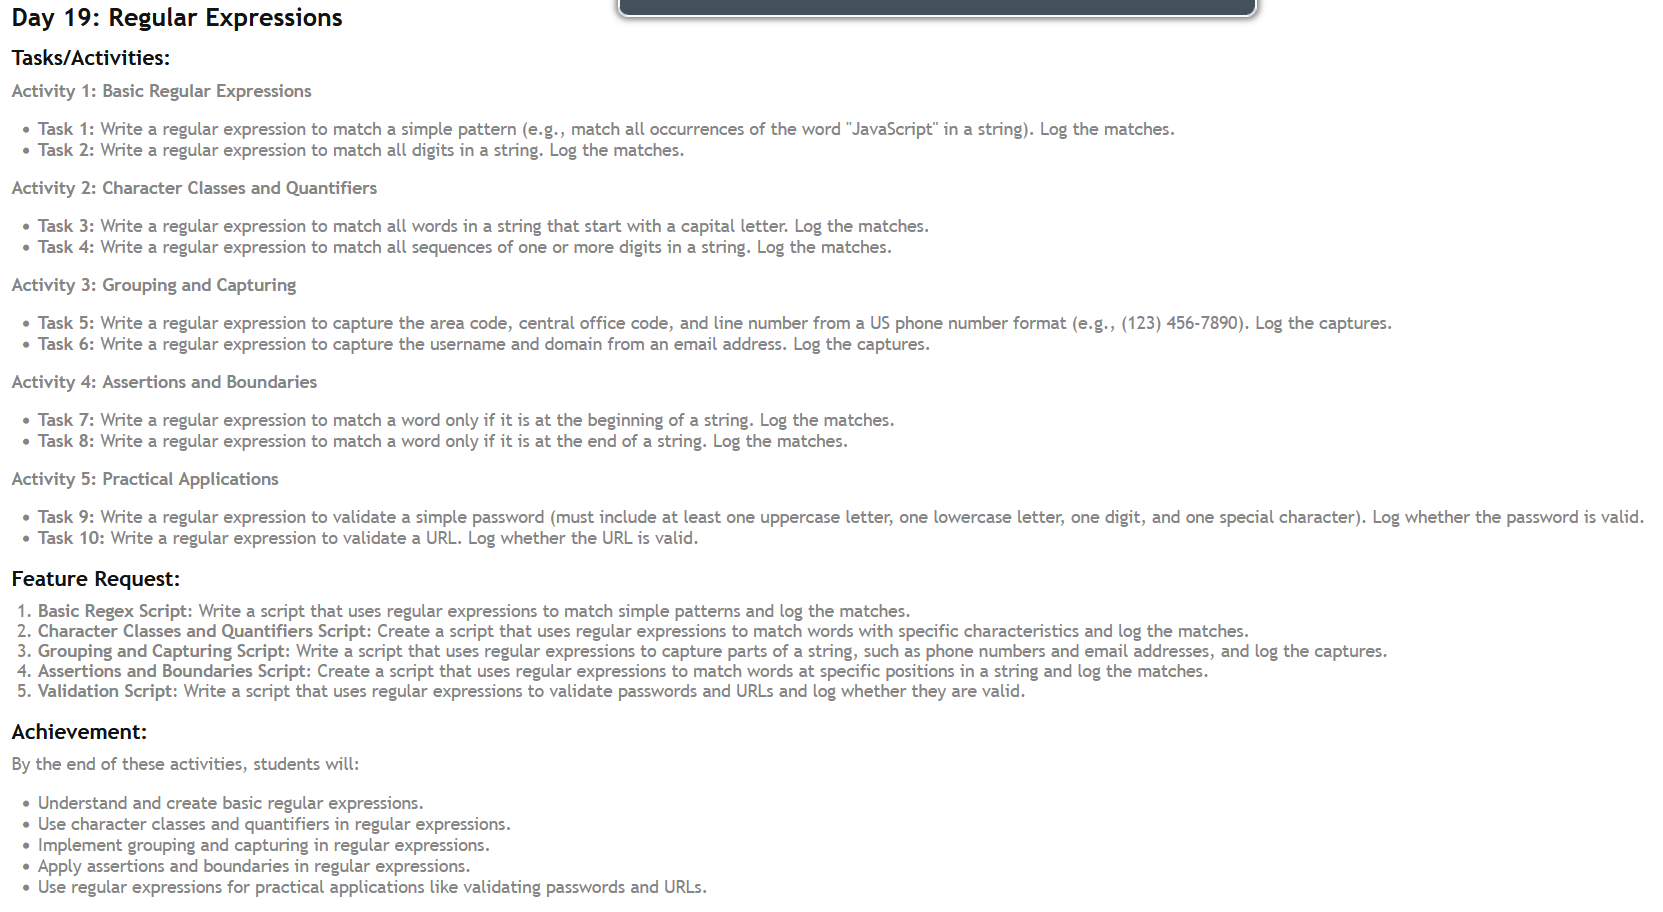 Day 19: Regular Expressions
Tasks/Activities:
Activity 1: Basic Regular Expressions
• Task 1: Write a regular expression to match a simple pattern (e.g., match all occurrences of the word "JavaScript" in a string). Log the matches.
• Task 2: Write a regular expression to match all digits in a string. Log the matches.
Activity 2: Character Classes and Quantifiers
• Task 3: Write a regular expression to match all words in a string that start with a capital letter. Log the matches.
• Task 4: Write a regular expression to match all sequences of one or more digits in a string. Log the matches.
Activity 3: Grouping and Capturing
• Task 5: Write a regular expression to capture the area code, central office code, and line number from a US phone number format (e.g., (123) 456-7890). Log the captures.
• Task 6: Write a regular expression to capture the username and domain from an email address. Log the captures.
Activity 4: Assertions and Boundaries
• Task 7: Write a regular expression to match a word only if it is at the beginning of a string. Log the matches.
• Task 8: Write a regular expression to match a word only if it is at the end of a string. Log the matches.
Activity 5: Practical Applications
• Task 9: Write a regular expression to validate a simple password (must include at least one uppercase letter, one lowercase letter, one digit, and one special character). Log whether the password is valid.
• Task 10: Write a regular expression to validate a URL. Log whether the URL is valid.
Feature Request:
1. Basic Regex Script: Write a script that uses regular expressions to match simple patterns and log the matches.
2. Character Classes and Quantifiers Script: Create a script that uses regular expressions to match words with specific characteristics and log the matches.
3. Grouping and Capturing Script: Write a script that uses regular expressions to capture parts of a string, such as phone numbers and email addresses, and log the captures.
4. Assertions and Boundaries Script: Create a script that uses regular expressions to match words at specific positions in a string and log the matches.
5. Validation Script: Write a script that uses regular expressions to validate passwords and URLs and log whether they are valid.
Achievement:
By the end of these activities, students will:
• Understand and create basic regular expressions.
• Use character classes and quantifiers in regular expressions.
• Implement grouping and capturing in regular expressions.
• Apply assertions and boundaries in regular expressions.
• Use regular expressions for practical applications like validating passwords and URLs.